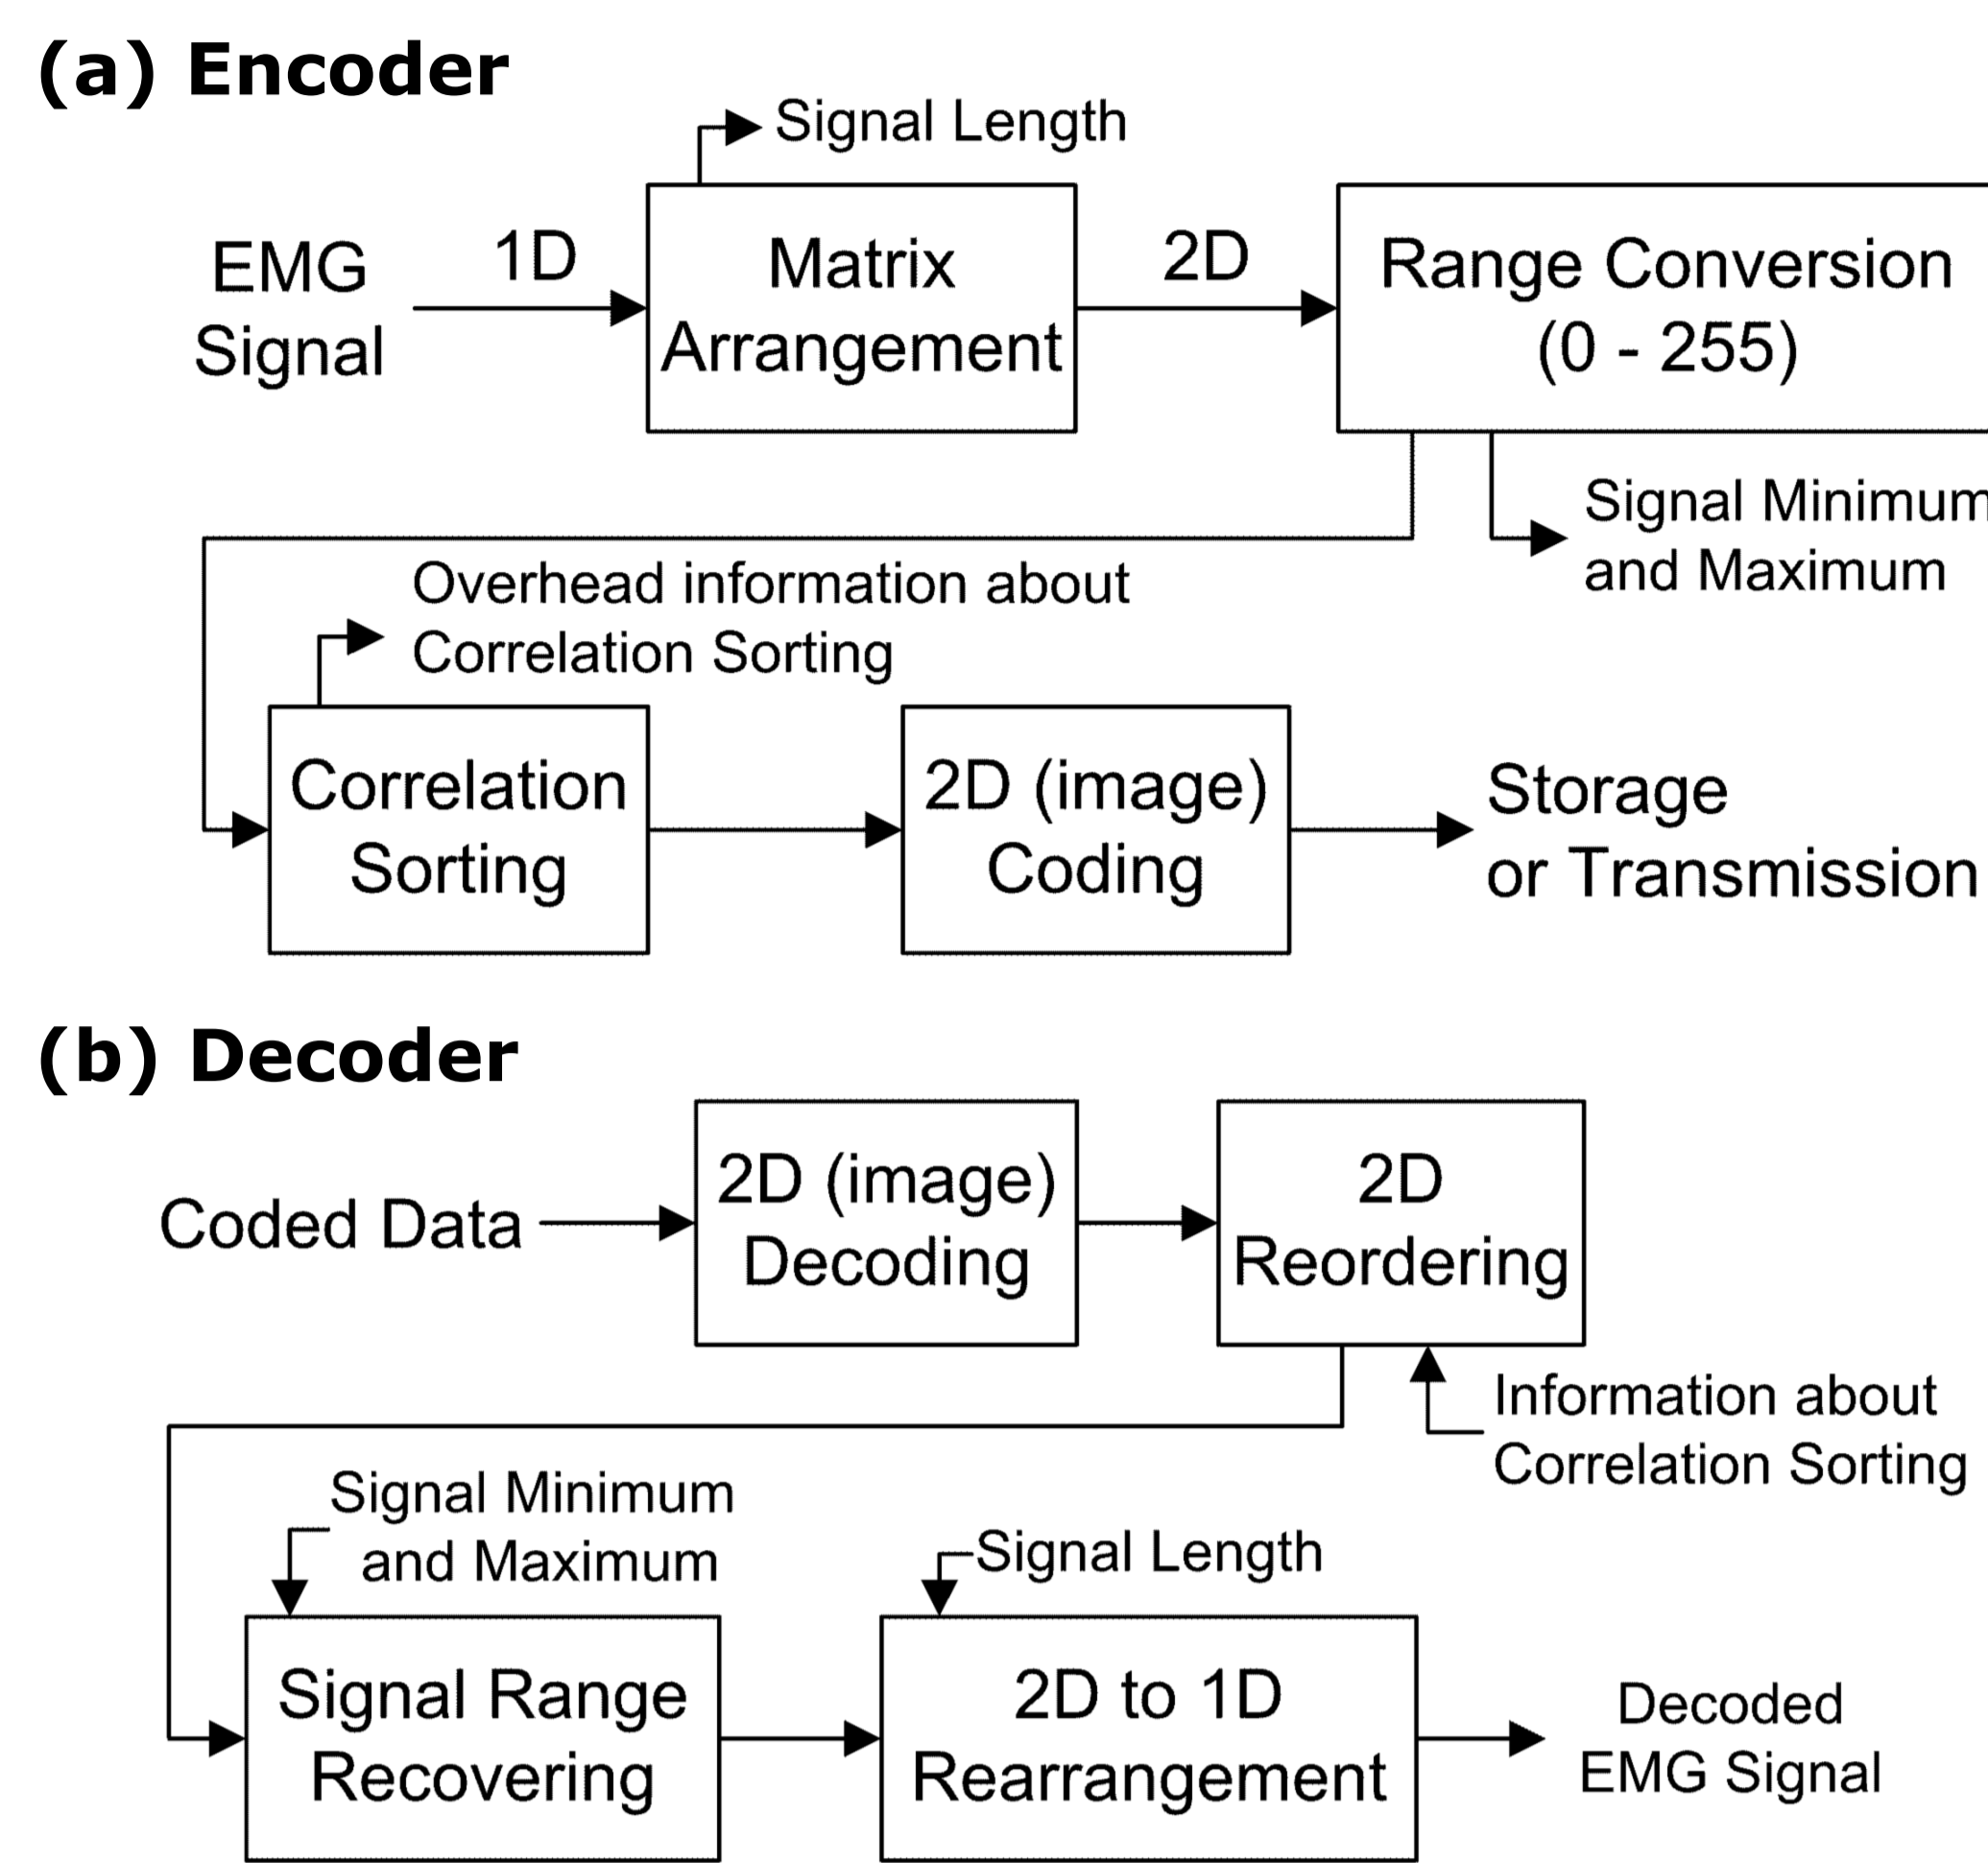 (a) Encoder
Signal Length
EMG
Signal
1D
Matrix
Arrangement
2D
Range Conversion
(0 - 255)
Signal Minimum
and Maximum
Overhead information about
Correlation Sorting
Correlation
Sorting
2D (image)
Coding
Storage
or Transmission
(b) Decoder
Coded Data
2D (image)
Decoding
2D
Reordering
Information about
Correlation Sorting
Signal Minimum
and Maximum
Signal Length
Signal Range
Recovering
2D to 1D
Rearrangement
Decoded
EMG Signal